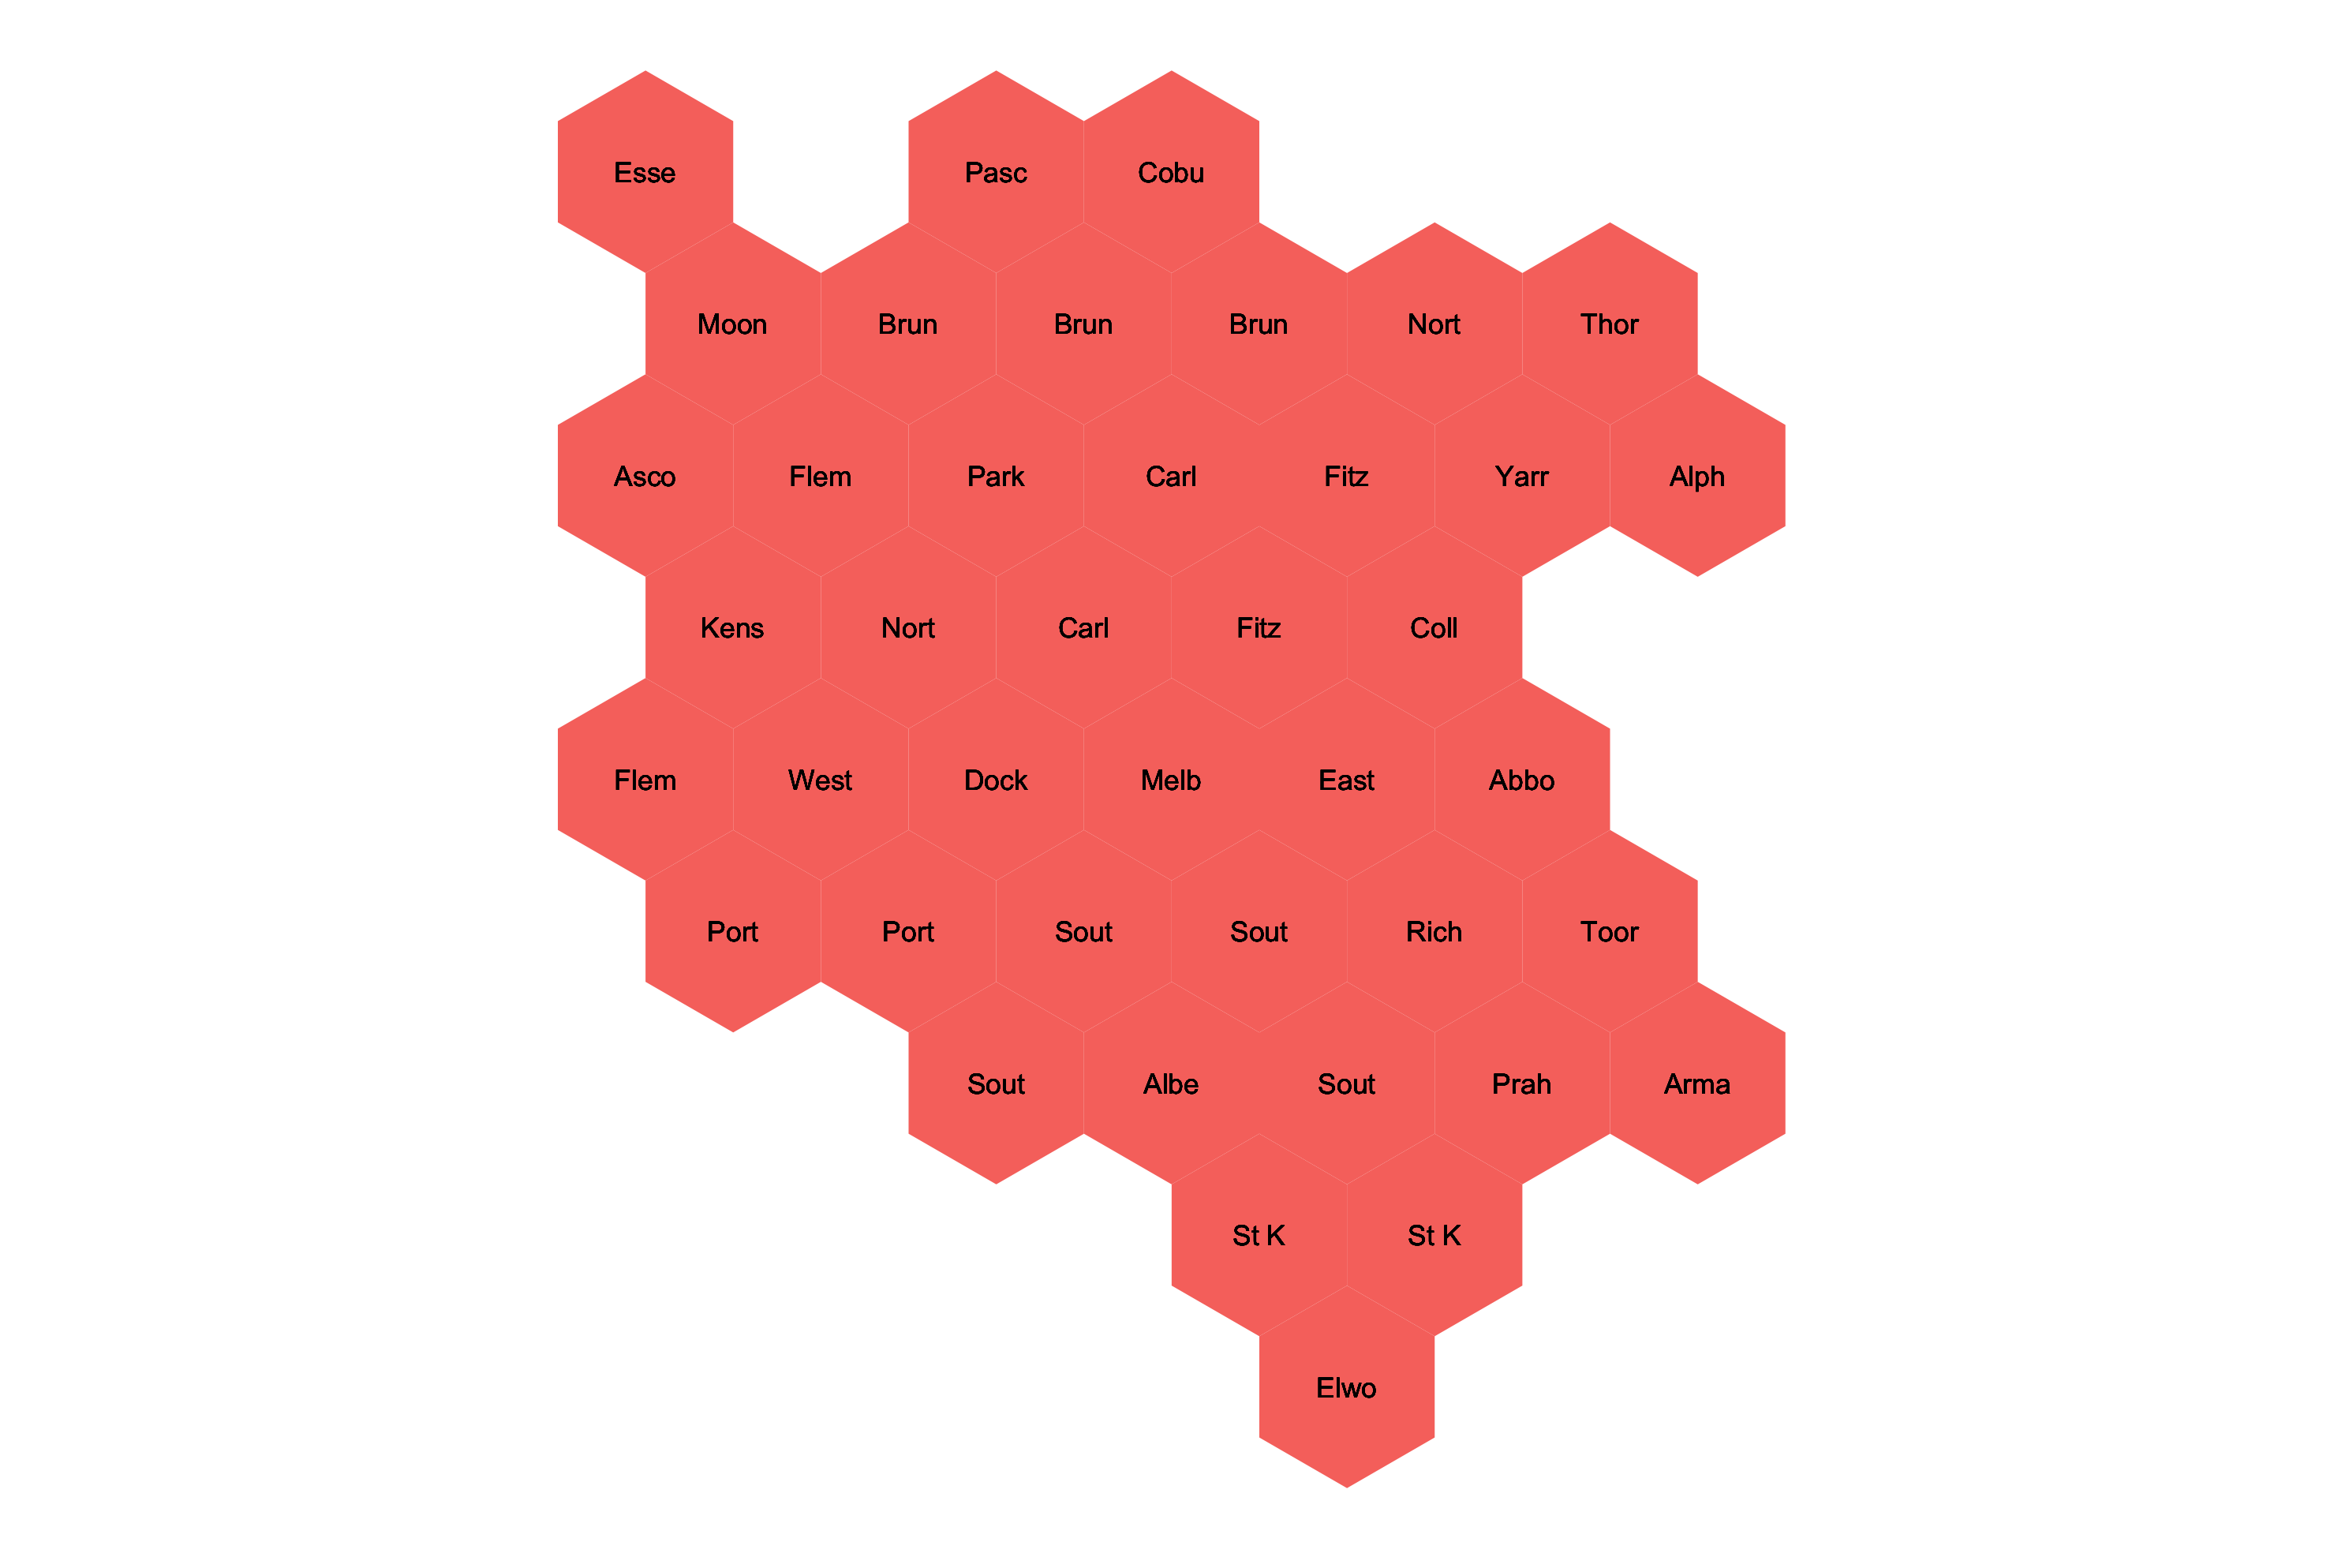 Esse Pasc Cobu
Moon Brun Brun Brun Nort Thor
Asco Flem Park Carl Fitz Yarr Alph
Kens Nort Carl Fitz Coll
Flem West Dock Melb East Abbo
Port Port Sout Sout Rich Toor
Sout Albe Sout Prah Arma
St K St K
Elwo